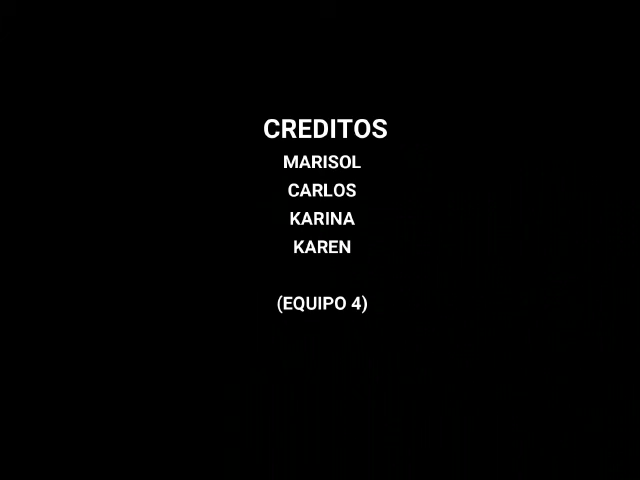 CREDITOS
MARISOL
CARLOS
KARINA
KAREN
(EQUIPO 4)